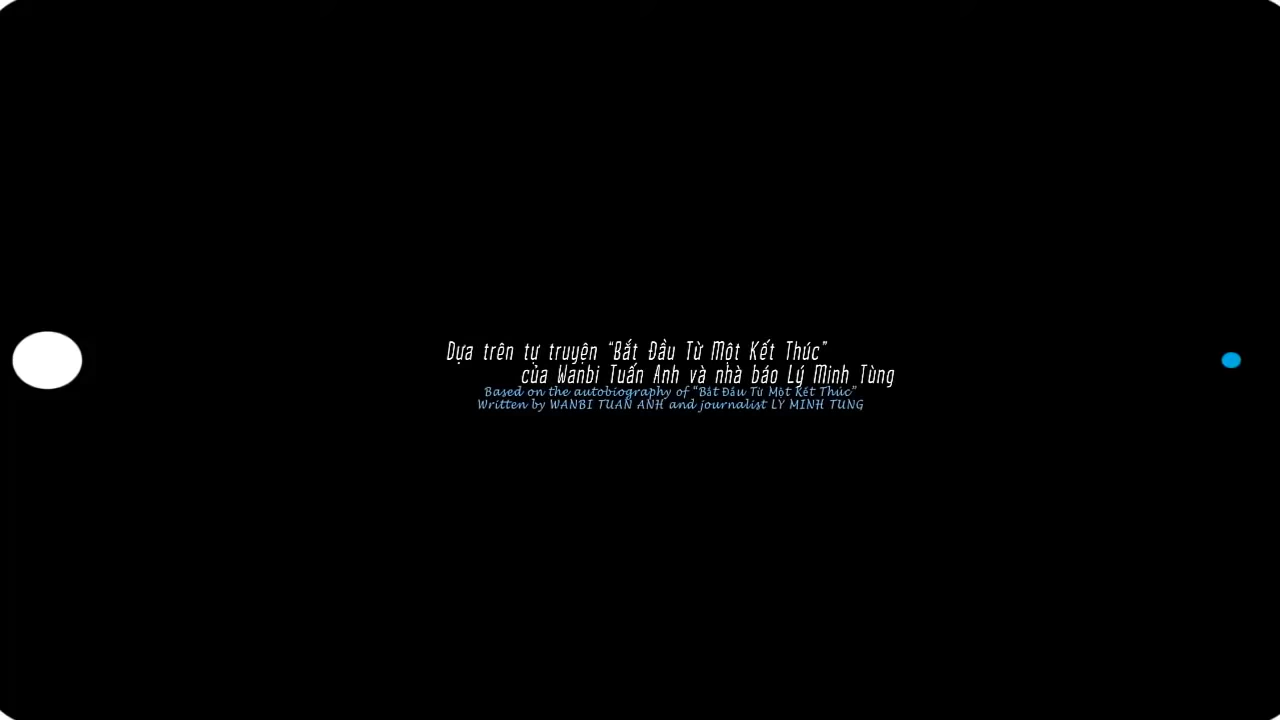 Dựa trên tự truyện “Bắt Đầu Từ Một Kết Thúc”
của Wanbi Tuấn Anh và nhà báo Lý Minh Tùng
Based on the autobiography of “Bắt Đầu Từ Một Kết Thúc”
Written by WANBI TUAN ANH and journalist LY MINH TUNG